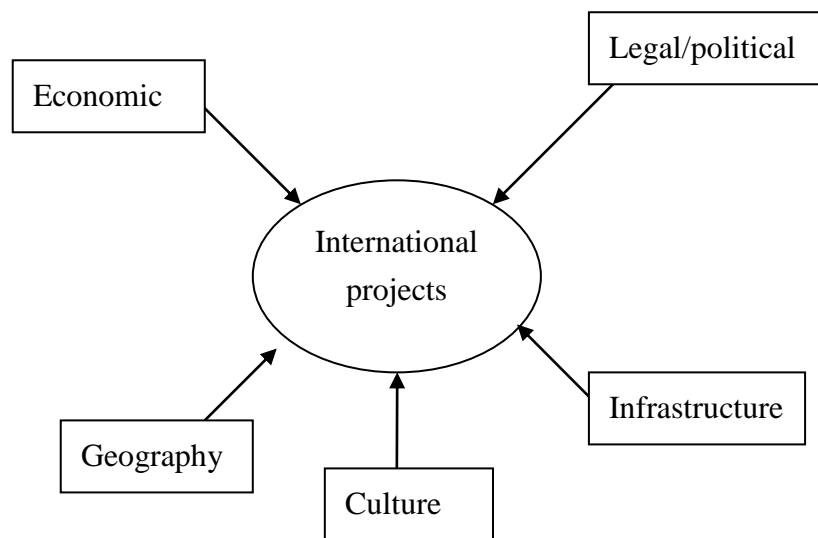 Legal/political
Economic
International
projects
Infrastructure
Geography
Culture